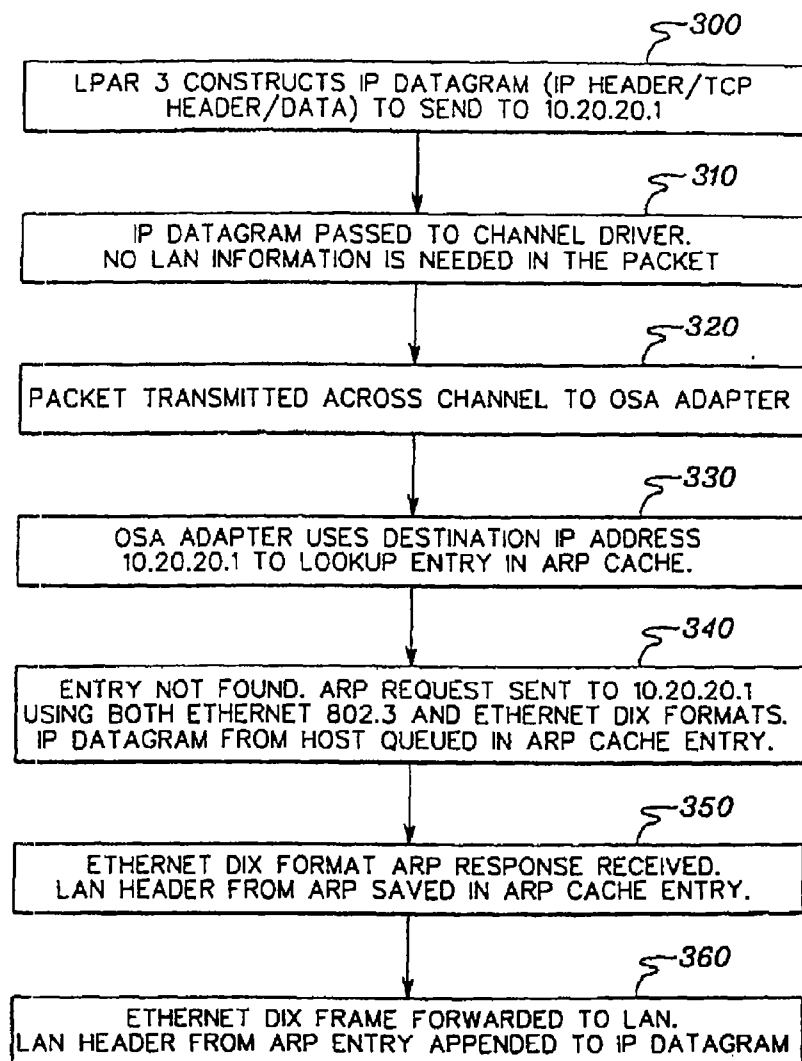 300
LPAR 3 CONSTRUCTS IP DATAGRAM (IP HEADER/TCP
HEADER/DATA) TO SEND TO 10.20.20.1
310
IP DATAGRAM PASSED TO CHANNEL DRIVER.
NO LAN INFORMATION IS NEEDED IN THE PACKET
320
PACKET TRANSMITTED ACROSS CHANNEL TO OSA ADAPTER
330
OSA ADAPTER USES DESTINATION IP ADDRESS
10.20.20.1 TO LOOKUP ENTRY IN ARP CACHE.
340
ENTRY NOT FOUND. ARP REQUEST SENT TO 10.20.20.1
USING BOTH ETHERNET 802.3 AND ETHERNET DIX FORMATS.
IP DATAGRAM FROM HOST QUEUED IN ARP CACHE ENTRY.
350
ETHERNET DIX FORMAT ARP RESPONSE RECEIVED.
LAN HEADER FROM ARP SAVED IN ARP CACHE ENTRY.
360
ETHERNET DIX FRAME FORWARDED TO LAN.
LAN HEADER FROM ARP ENTRY APPENDED TO IP DATAGRAM